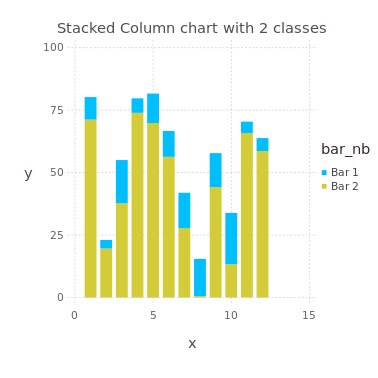 Stacked Column chart with 2 classes
100
75
50
25
0
y
0 5 10 15
x
bar_nb
Bar 1
Bar 2